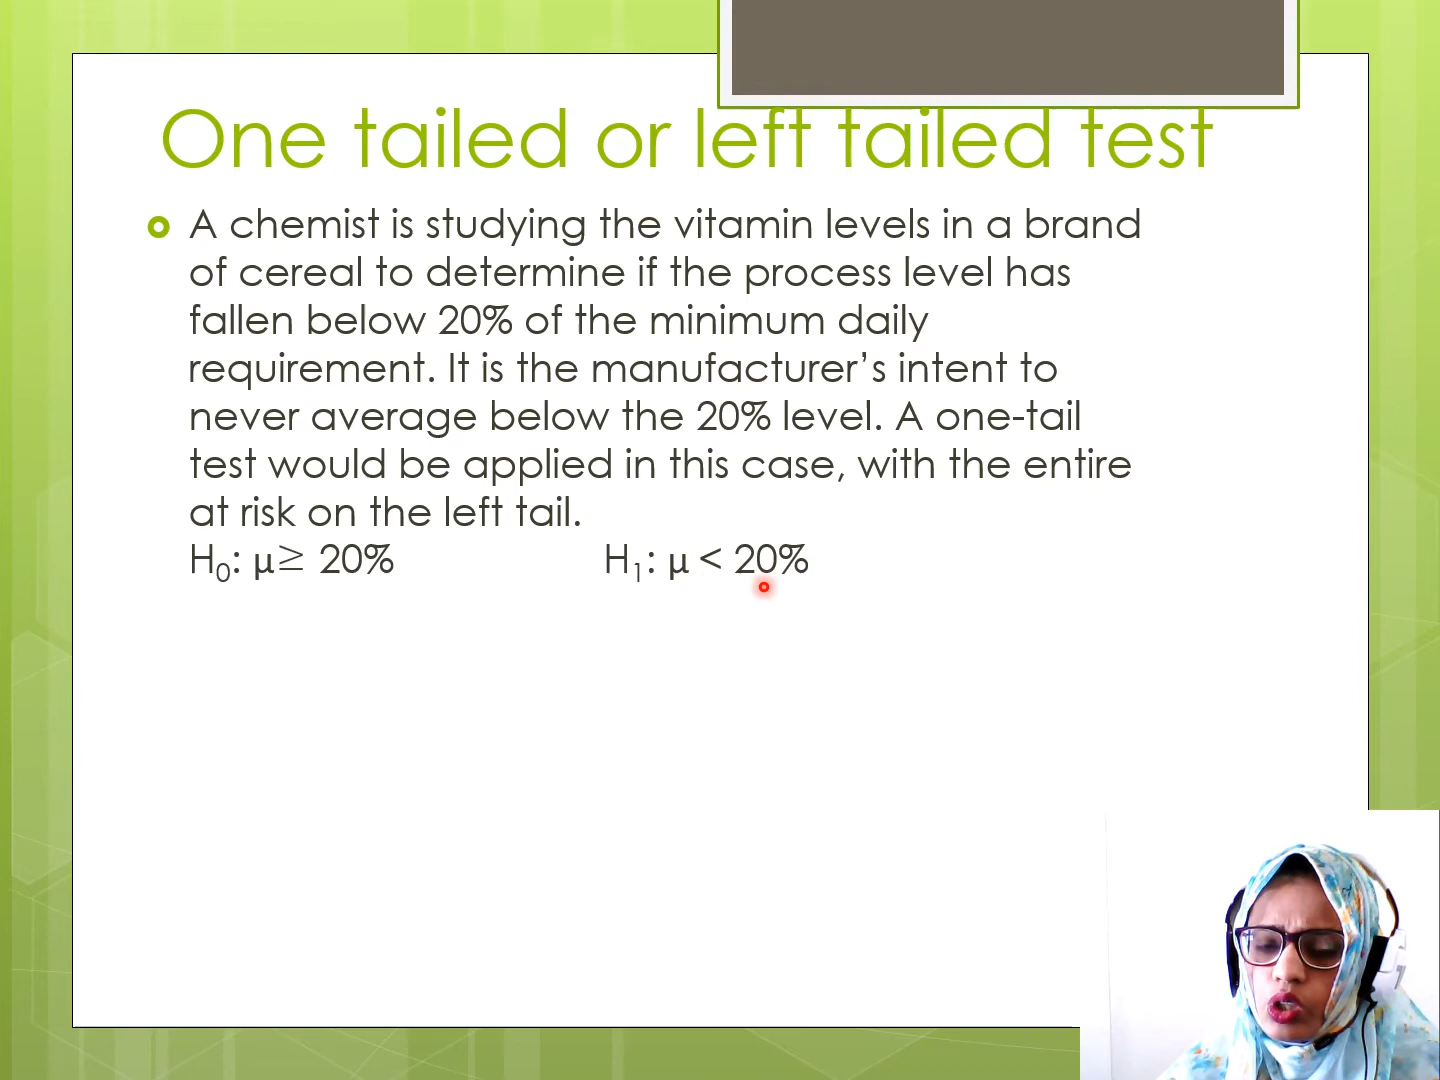 One tailed or left tailed test
A chemist is studying the vitamin levels in a brand
of cereal to determine if the process level has
fallen below 20% of the minimum daily
requirement. It is the manufacturer’s intent to
never average below the 20% level. A one-tail
test would be applied in this case, with the entire
at risk on the left tail.
H₀: µ≥ 20% H₁: µ < 20%